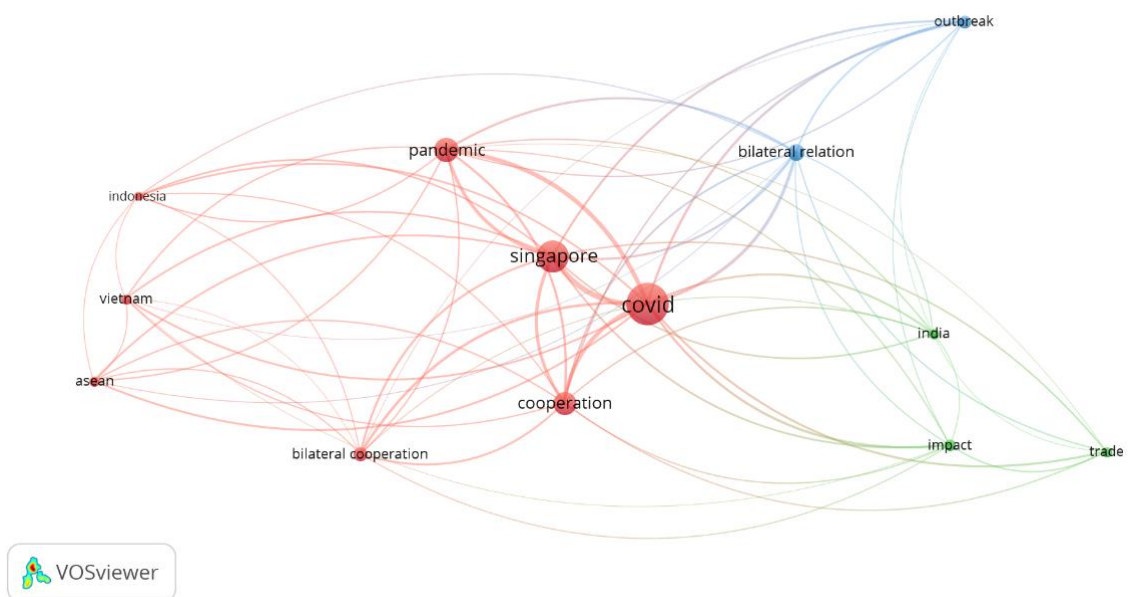 outbreak
pandemic
bilateral relation
indonesia
singapore
vietnam
covid
india
asean
cooperation
bilateral cooperation
impact
trade
VOSviewer